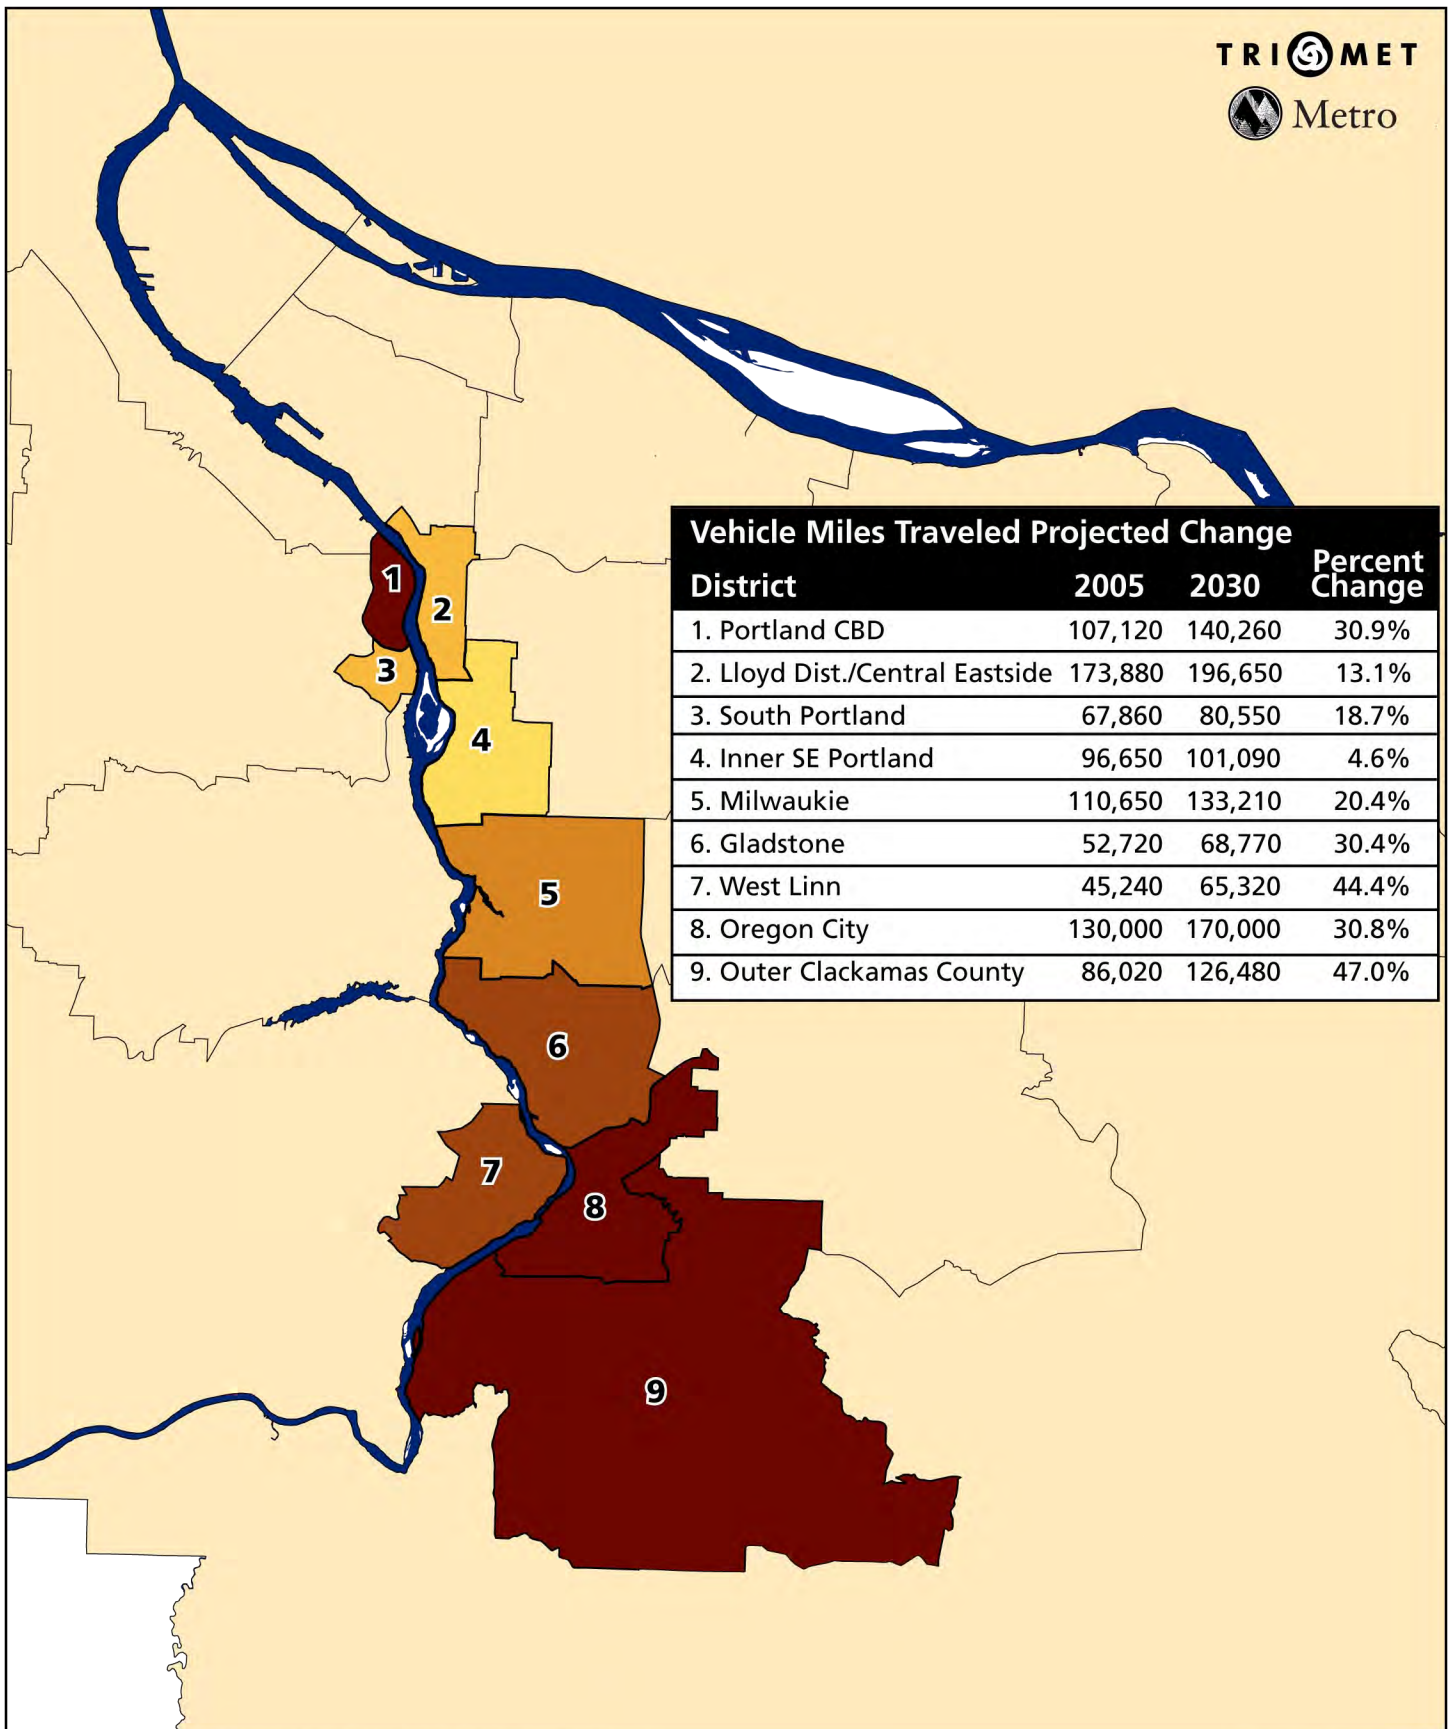 TRI MET
Metro
Vehicle Miles Traveled Projected Change
District 2005 2030 Percent Change
1. Portland CBD 107,120 140,260 30.9%
2. Lloyd Dist./Central Eastside 173,880 196,650 13.1%
3. South Portland 67,860 80,550 18.7%
4. Inner SE Portland 96,650 101,090 4.6%
5. Milwaukie 110,650 133,210 20.4%
6. Gladstone 52,720 68,770 30.4%
7. West Linn 45,240 65,320 44.4%
8. Oregon City 130,000 170,000 30.8%
9. Outer Clackamas County 86,020 126,480 47.0%
1
2
3
4
5
6
7
8
9